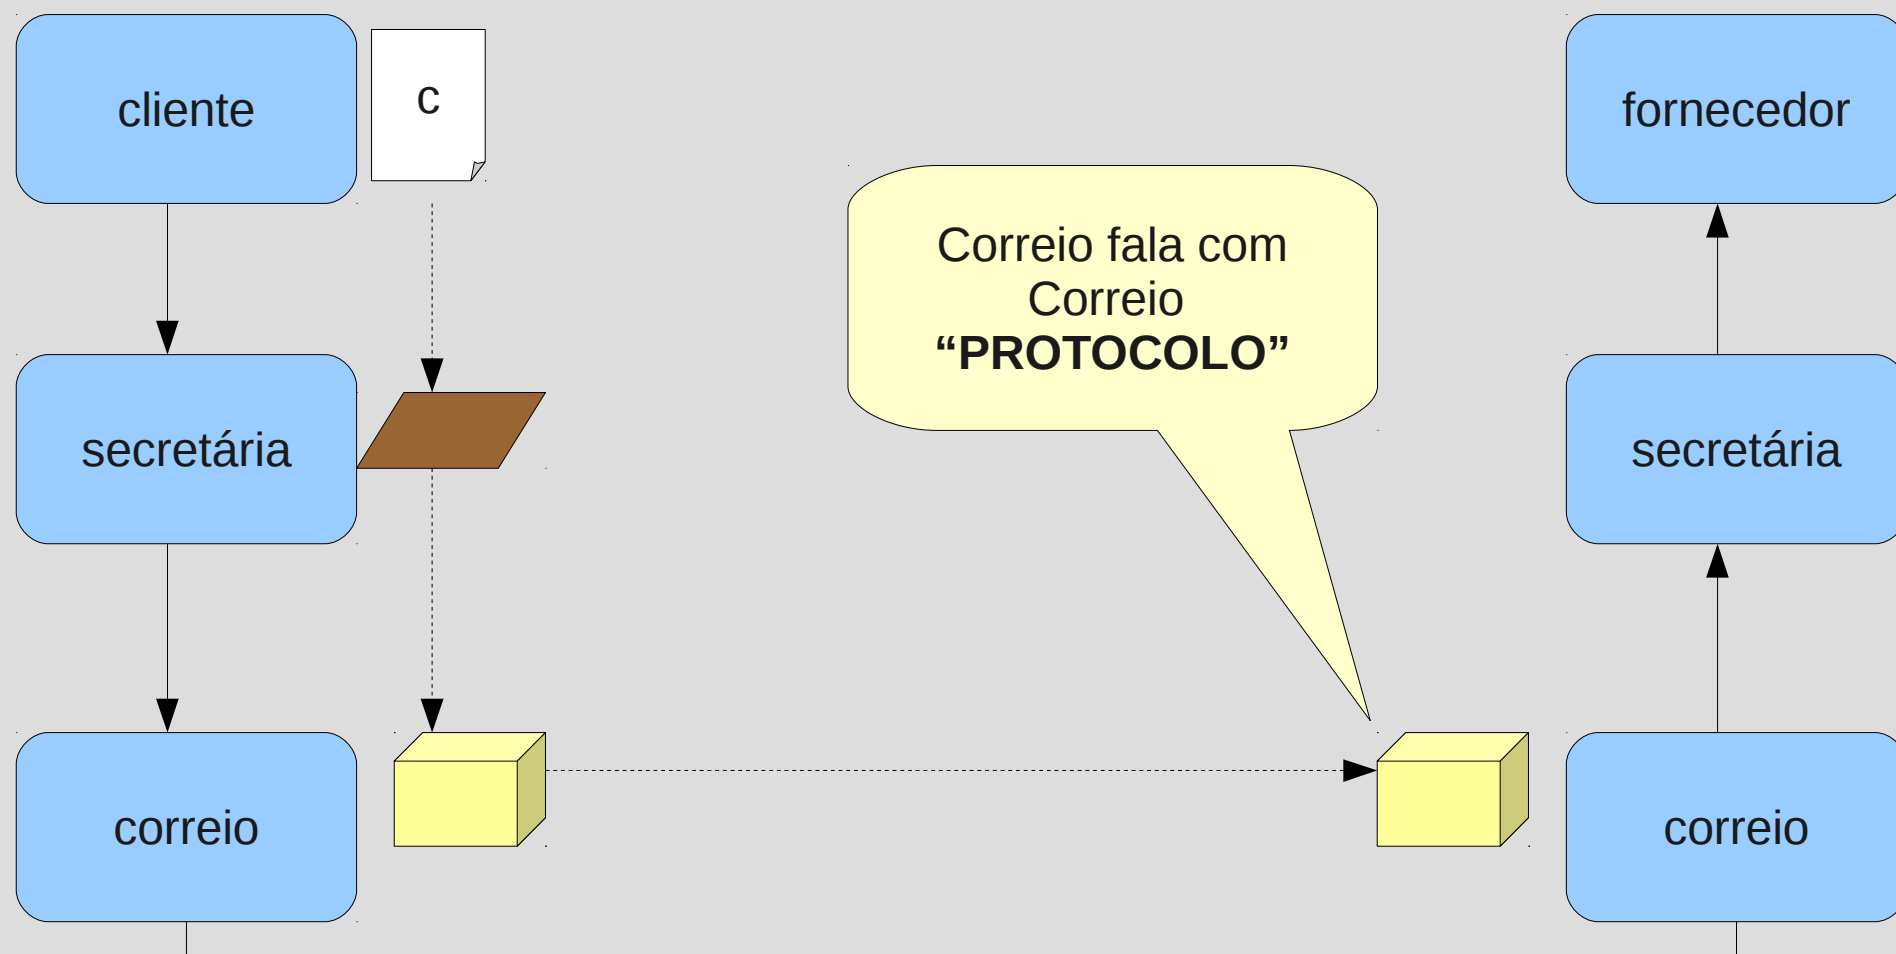 cliente
c
fornecedor
Correio fala com
Correio
“PROTOCOLO”
secretária
secretária
correio
correio